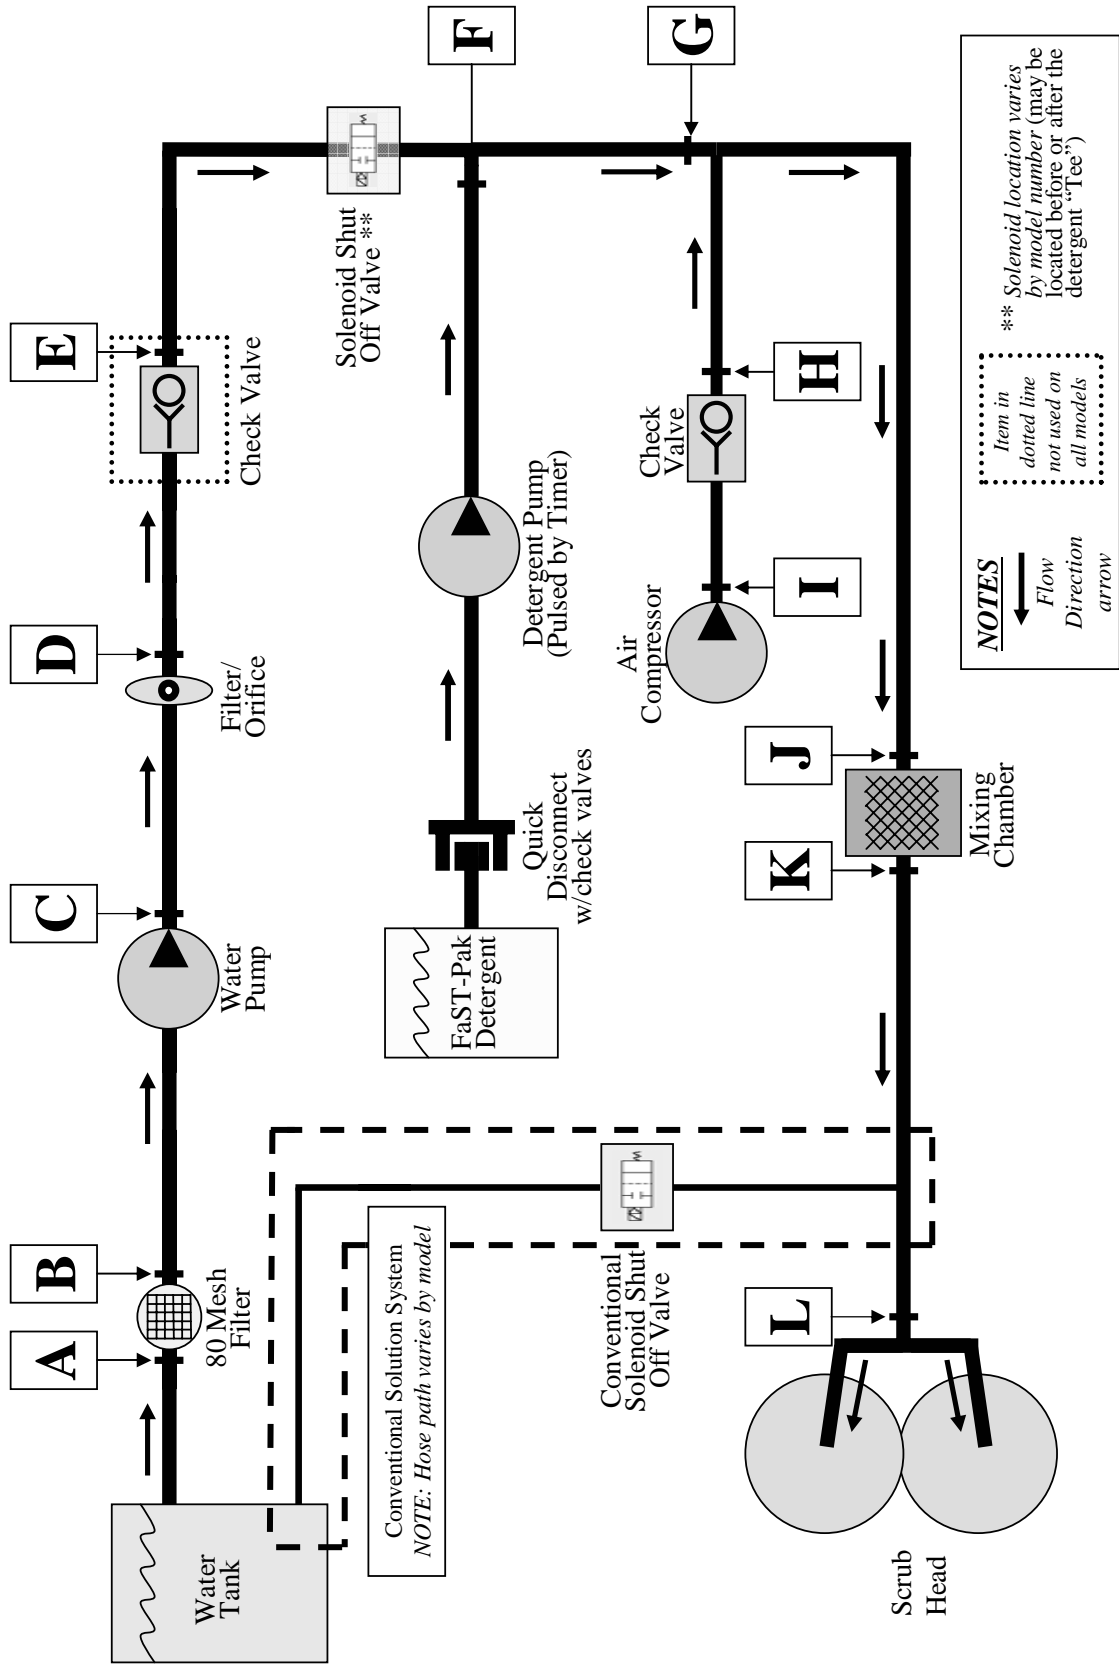 A
B
C
D
E
F
G
Water
Tank
80 Mesh
Filter
Water
Pump
Filter/
Orifice
Check Valve
Solenoid Shut
Off Valve **
Conventional Solution System
NOTE: Hose path varies by model
FaST-Pak
Detergent
Quick
Disconnect
w/check valves
Detergent Pump
(Pulsed by Timer)
Conventional
Solenoid Shut
Off Valve
Air
Compressor
Check
Valve
I
H
L
K
J
Mixing
Chamber
Scrub
Head
NOTES
Flow
Direction
arrow
Item in
dotted line
not used on
all models
** Solenoid location varies
by model number (may be
located before or after the
detergent “Tee”)